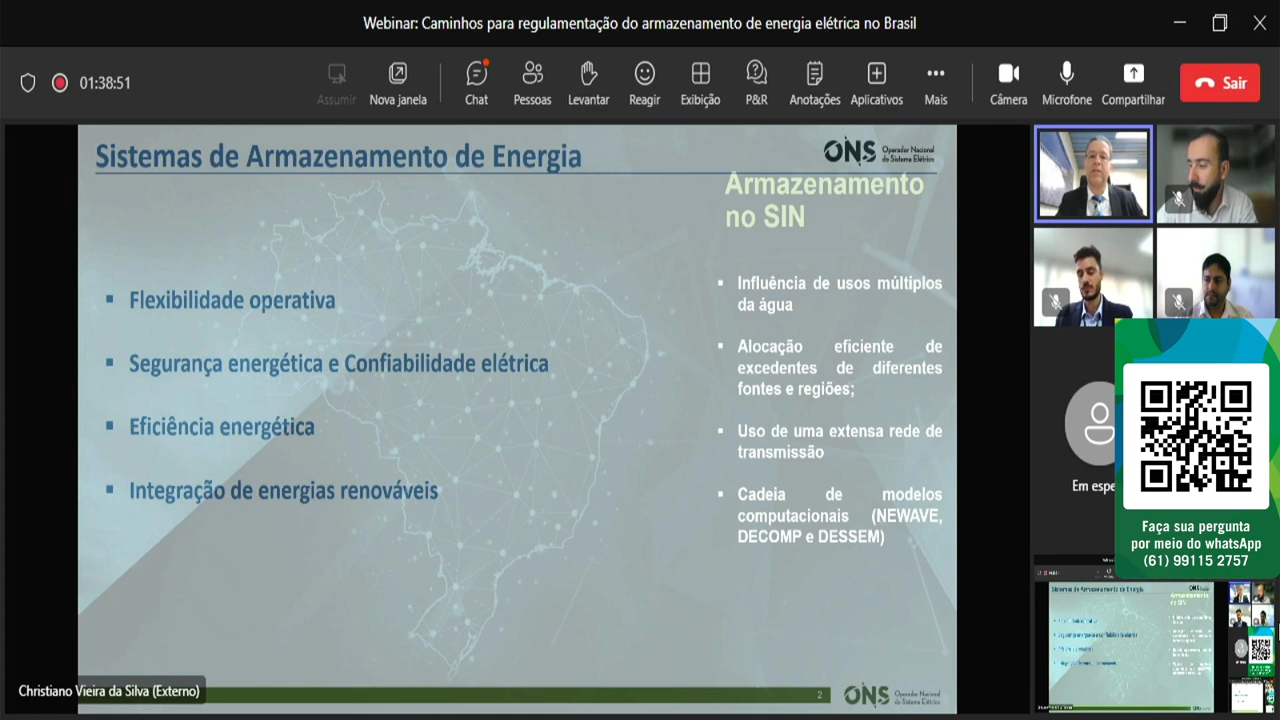 Webinar: Caminhos para regulamentação do armazenamento de energia elétrica no Brasil
01:38:51
Assumir
Nova janela
Chat
Pessoas
Levantar
Reagir
Exibição
P&R
Anotações
Aplicativos
Mais
Câmera
Microfone
Compartilhar
Sair
Sistemas de Armazenamento de Energia
ONS Operador Nacional
do Sistema Elétrico
Flexibilidade operativa
Segurança energética e Confiabilidade elétrica
Eficiência energética
Integração de energias renováveis
Armazenamento
no SIN
Influência de usos múltiplos
da água
Alocação eficiente de
excedentes de diferentes
fontes e regiões;
Uso de uma extensa rede de
transmissão
Cadeia de modelos
computacionais (NEWAVE,
DECOMP e DESSEM)
Em espe
Faça sua pergunta
por meio do whatsApp
(61) 99115 2757
Christiano Vieira da Silva (Externo)
2
ONS Operador Nacional
do Sistema Elétrico
Sistemas de Armazenamento de Energia